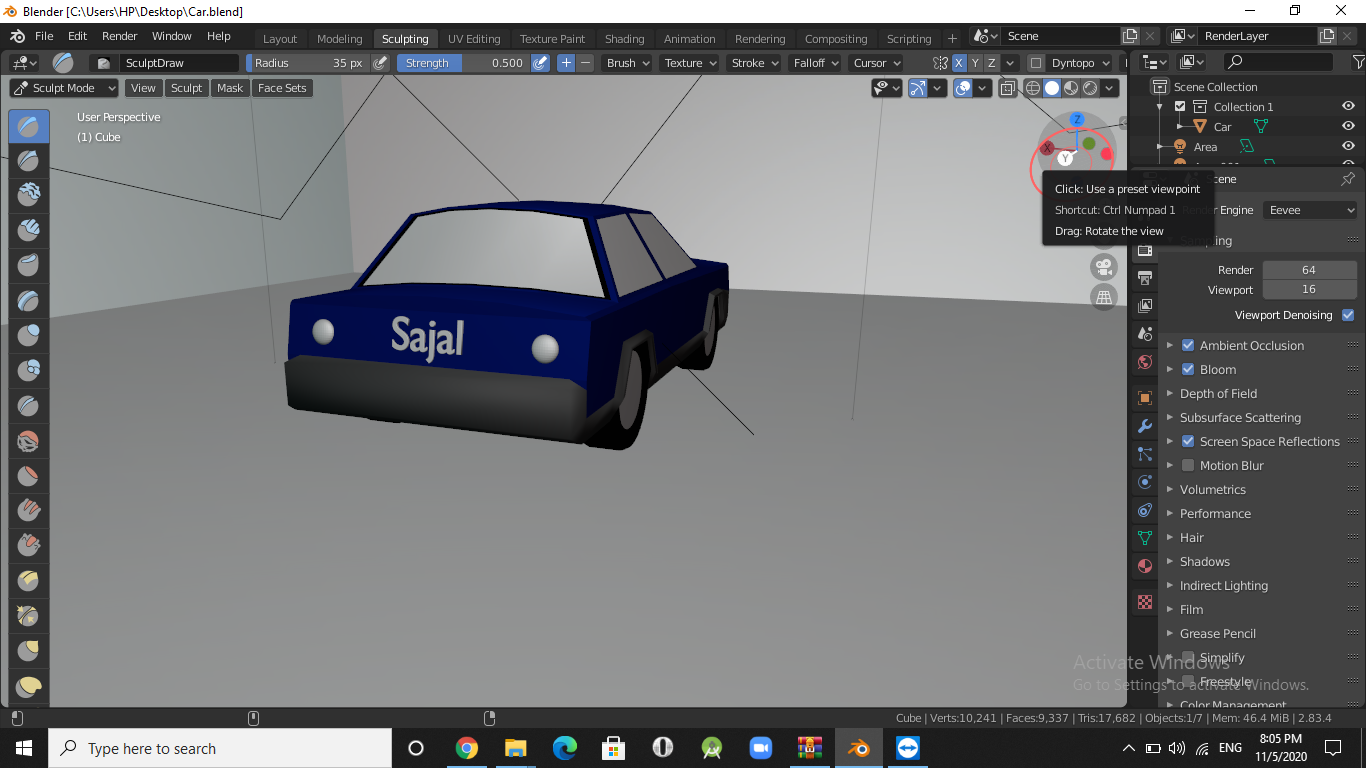 Blender [C:\Users\HP\Desktop\Car.blend]
File Edit Render Window Help Layout Modeling Sculpting UV Editing Texture Paint Shading Animation Rendering Compositing Scripting + Scene RenderLayer
SculptDraw Radius 35 px Strength 0.500 + − Brush Texture Stroke Falloff Cursor X Y Z Dyntopo
Sculpt Mode View Sculpt Mask Face Sets
User Perspective
(1) Cube
Scene Collection
Collection 1
Car
Area
Z
X
Y
Click: Use a preset viewpoint
Shortcut: Ctrl Numpad 1
Drag: Rotate the view
Scene
Render Engine Eevee
Sampling
Render 64
Viewport 16
Viewport Denoising
Ambient Occlusion
Bloom
Depth of Field
Subsurface Scattering
Screen Space Reflections
Motion Blur
Volumetrics
Performance
Hair
Shadows
Indirect Lighting
Film
Grease Pencil
Simplify
Freestyle
Color Management
Sajal
Activate Windows
Go to Settings to activate Windows.
Cube | Verts:10,241 | Faces:9,337 | Tris:17,682 | Objects:1/7 | Mem: 46.4 MiB | 2.83.4
Type here to search
ENG
8:05 PM
11/5/2020